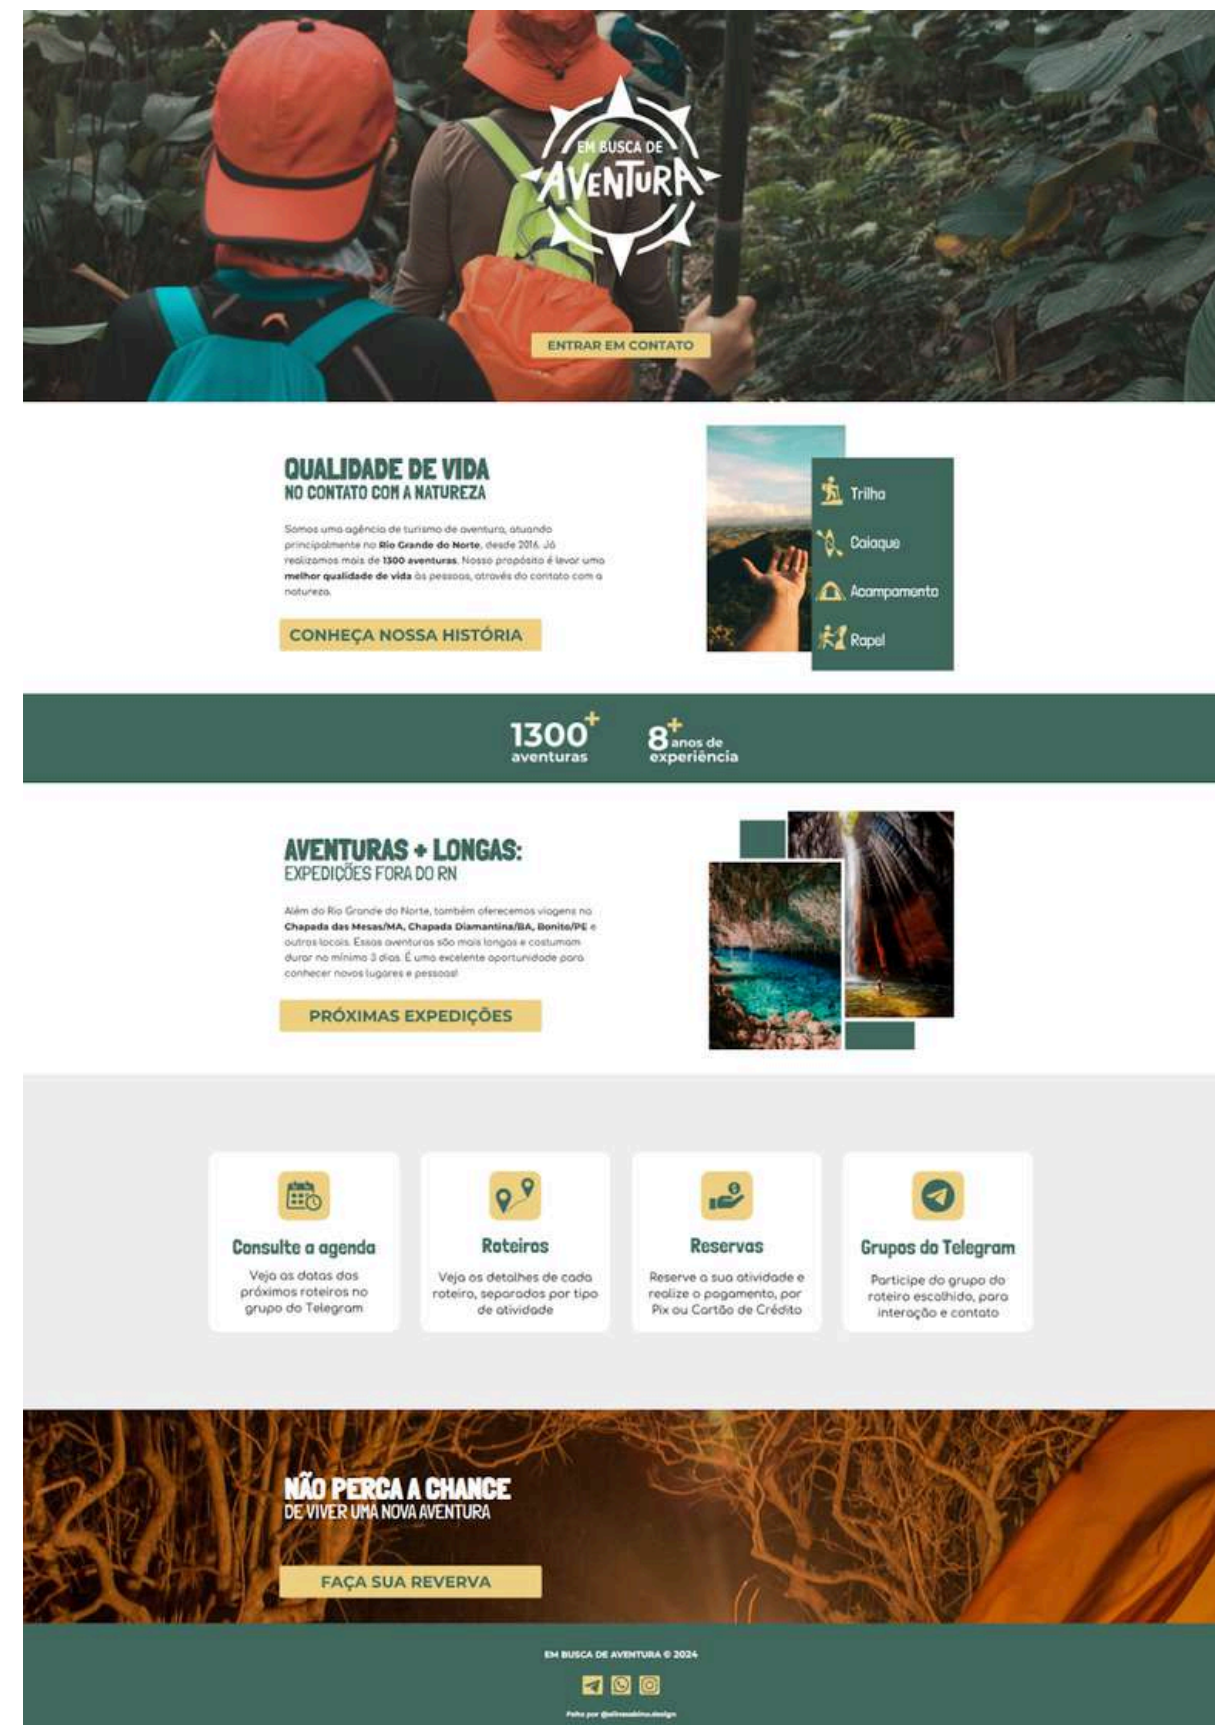 EM BUSCA DE
AVENTURA
ENTRAR EM CONTATO
QUALIDADE DE VIDA
NO CONTATO COM A NATUREZA
Somos uma agência de turismo de aventura, atuando
principalmente no Rio Grande do Norte, desde 2016. Já
realizamos mais de 1300 aventuras. Nosso propósito é levar uma
melhor qualidade de vida às pessoas, através do contato com a
natureza.
CONHEÇA NOSSA HISTÓRIA
Trilha
Caiaque
Acampamento
Rapel
1300+
aventuras
8+ anos de
experiência
AVENTURAS + LONGAS:
EXPEDIÇÕES FORA DO RN
Além do Rio Grande do Norte, também oferecemos viagens na
Chapada das Mesas/MA, Chapada Diamantina/BA, Bonito/PE e
outros locais. Essas aventuras são mais longas e costumam
durar no mínimo 3 dias. É uma excelente oportunidade para
conhecer novos lugares e pessoas!
PRÓXIMAS EXPEDIÇÕES
Consulte a agenda
Veja as datas dos
próximos roteiros no
grupo do Telegram
Roteiros
Veja os detalhes de cada
roteiro, separados por tipo
de atividade
Reservas
Reserve a sua atividade e
realize o pagamento, por
Pix ou Cartão de Crédito
Grupos do Telegram
Participe do grupo do
roteiro escolhido, para
interação e contato
NÃO PERCA A CHANCE
DE VIVER UMA NOVA AVENTURA
FAÇA SUA REVERVA
EM BUSCA DE AVENTURA © 2024
Feito por